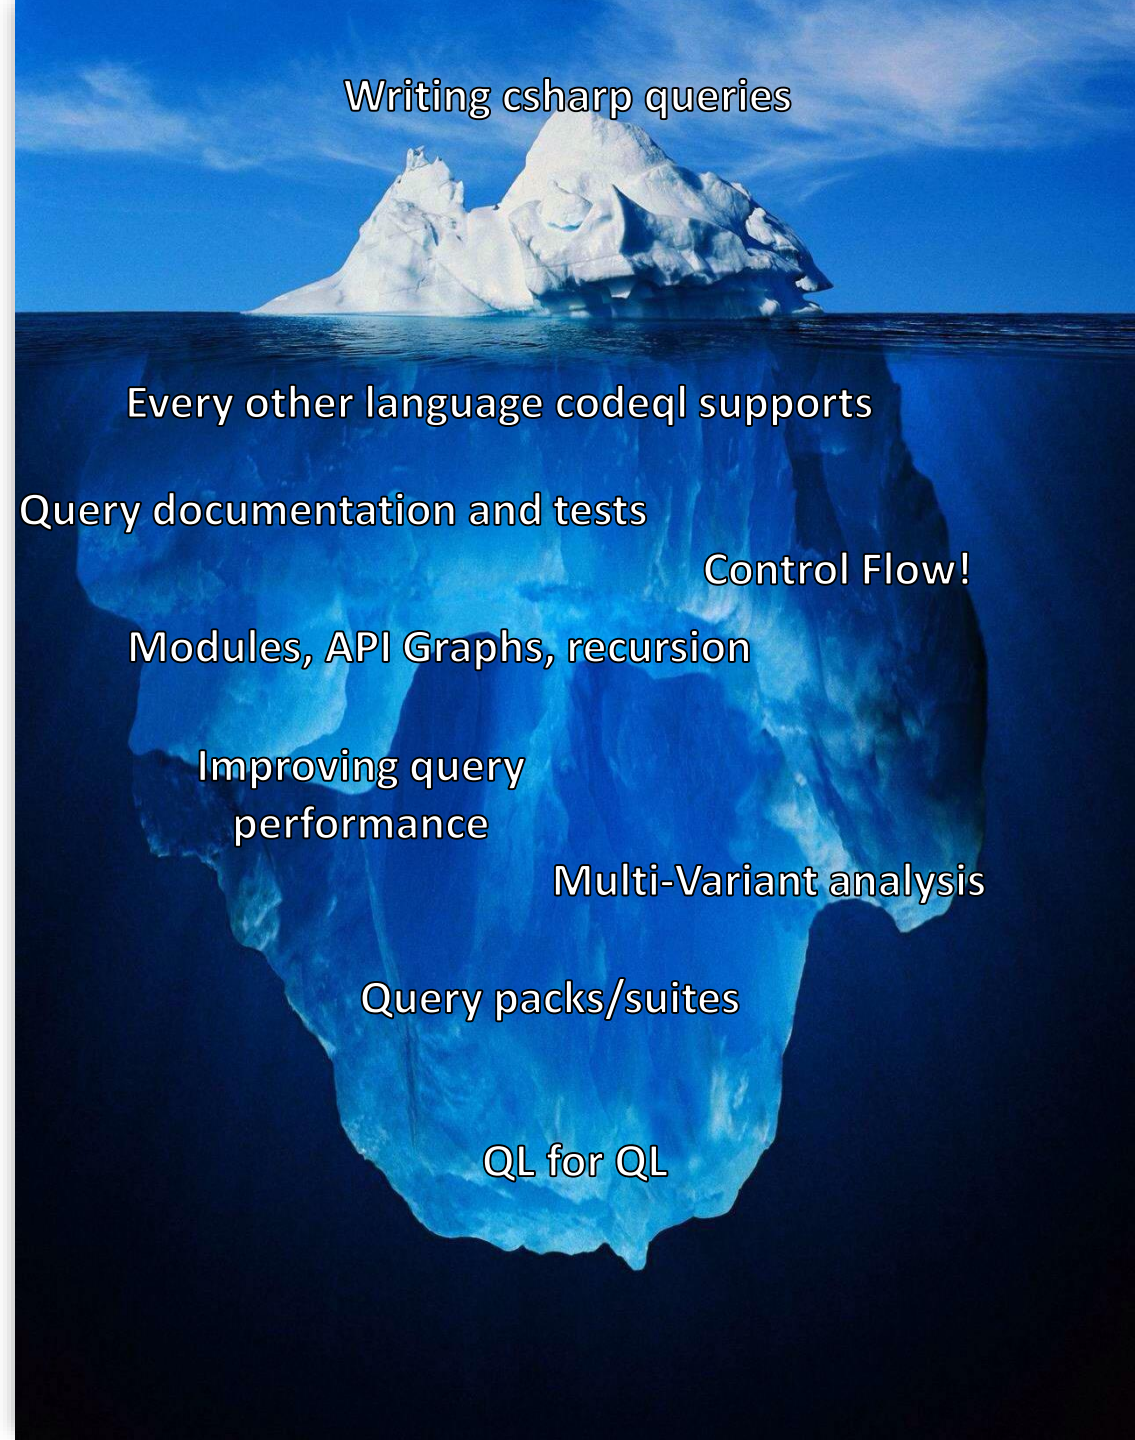 Writing csharp queries
Every other language codeql supports
Query documentation and tests
Control Flow!
Modules, API Graphs, recursion
Improving query
performance
Multi-Variant analysis
Query packs/suites
QL for QL